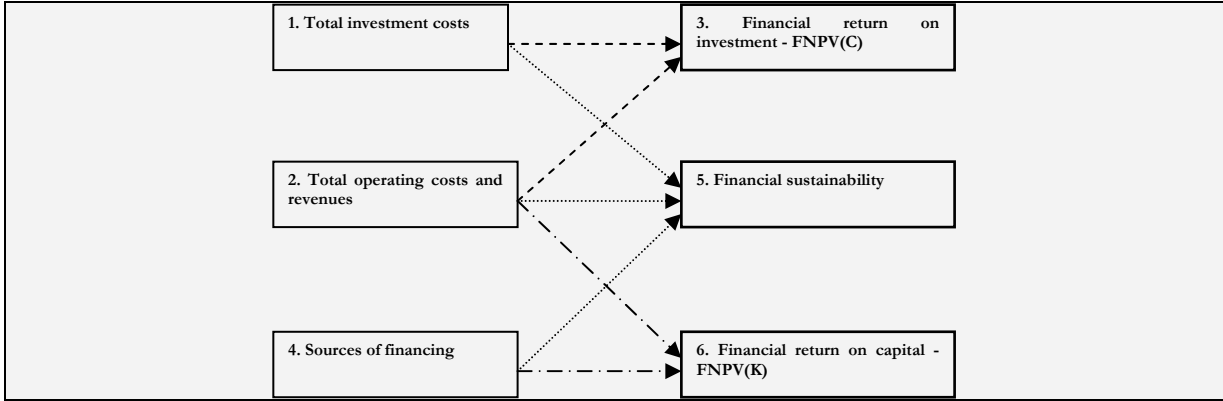 1. Total investment costs
3. Financial return on
investment - FNPV(C)
2. Total operating costs and
revenues
5. Financial sustainability
4. Sources of financing
6. Financial return on capital -
FNPV(K)